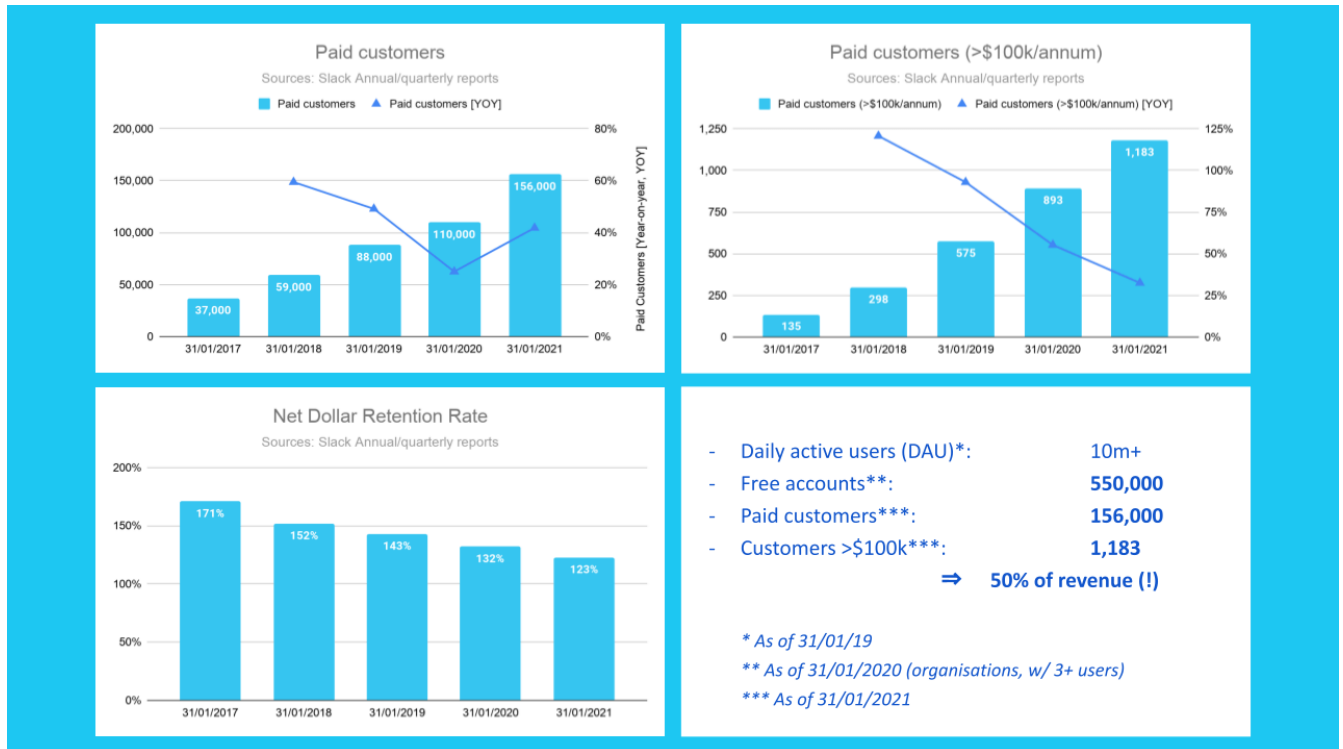 Paid customers
Sources: Slack Annual/quarterly reports
Paid customers Paid customers [YOY]
200,000 80%
150,000 60%
100,000 40%
50,000 20%
0 0%
37,000
59,000
88,000
110,000
156,000
31/01/2017 31/01/2018 31/01/2019 31/01/2020 31/01/2021
Paid Customers [Year-on-year, YOY]
Paid customers (>$100k/annum)
Sources: Slack Annual/quarterly reports
Paid customers (>$100k/annum) Paid customers (>$100k/annum) [YOY]
1,250 125%
1,000 100%
750 75%
500 50%
250 25%
0 0%
135
298
575
893
1,183
31/01/2017 31/01/2018 31/01/2019 31/01/2020 31/01/2021
Net Dollar Retention Rate
Sources: Slack Annual/quarterly reports
200%
150%
100%
50%
0%
171%
152%
143%
132%
123%
31/01/2017 31/01/2018 31/01/2019 31/01/2020 31/01/2021
- Daily active users (DAU)*: 10m+
- Free accounts**: 550,000
- Paid customers***: 156,000
- Customers >$100k***: 1,183
⇒ 50% of revenue (!)
* As of 31/01/19
** As of 31/01/2020 (organisations, w/ 3+ users)
*** As of 31/01/2021